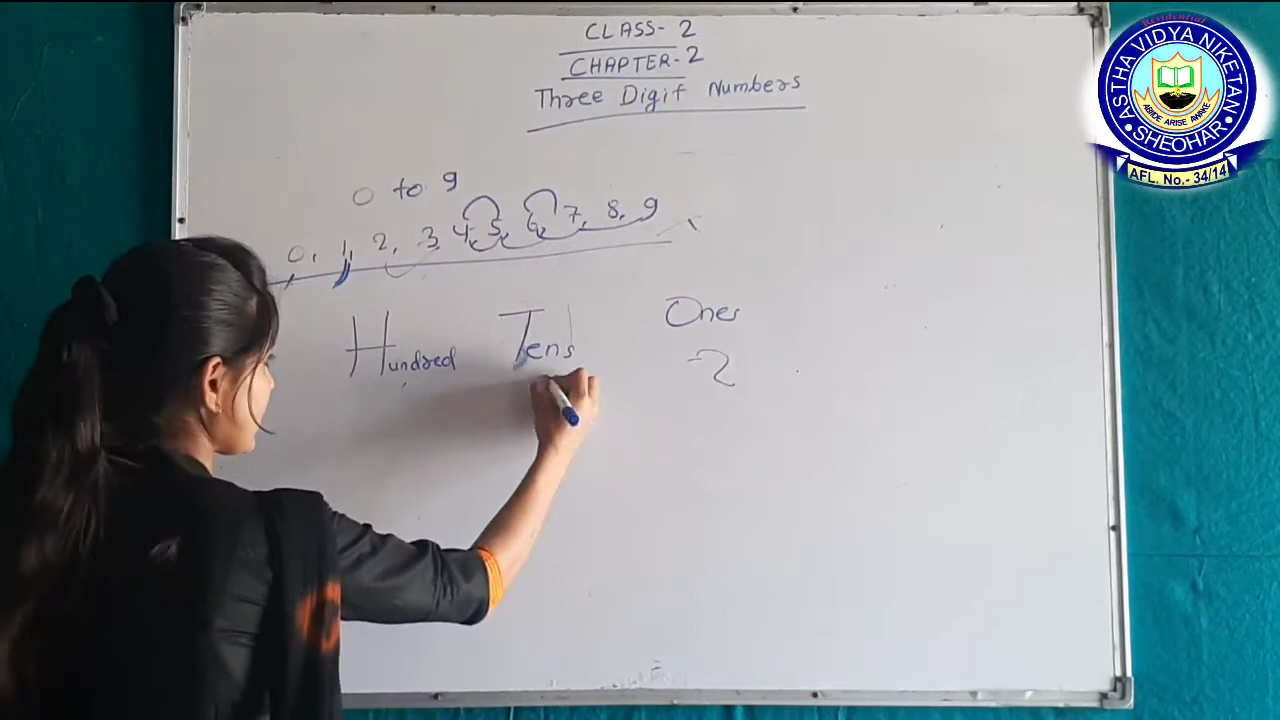 CLASS- 2
CHAPTER-2
Three Digit Numbers
0 to 9
0, 1, 2, 3, 4, 5, 6, 7, 8, 9
Hundred Tens Ones
2
Residential
ASTHA VIDYA NIKETAN
ABIDE ARISE AWAKE
SHEOHAR
AFL. No.- 34/14